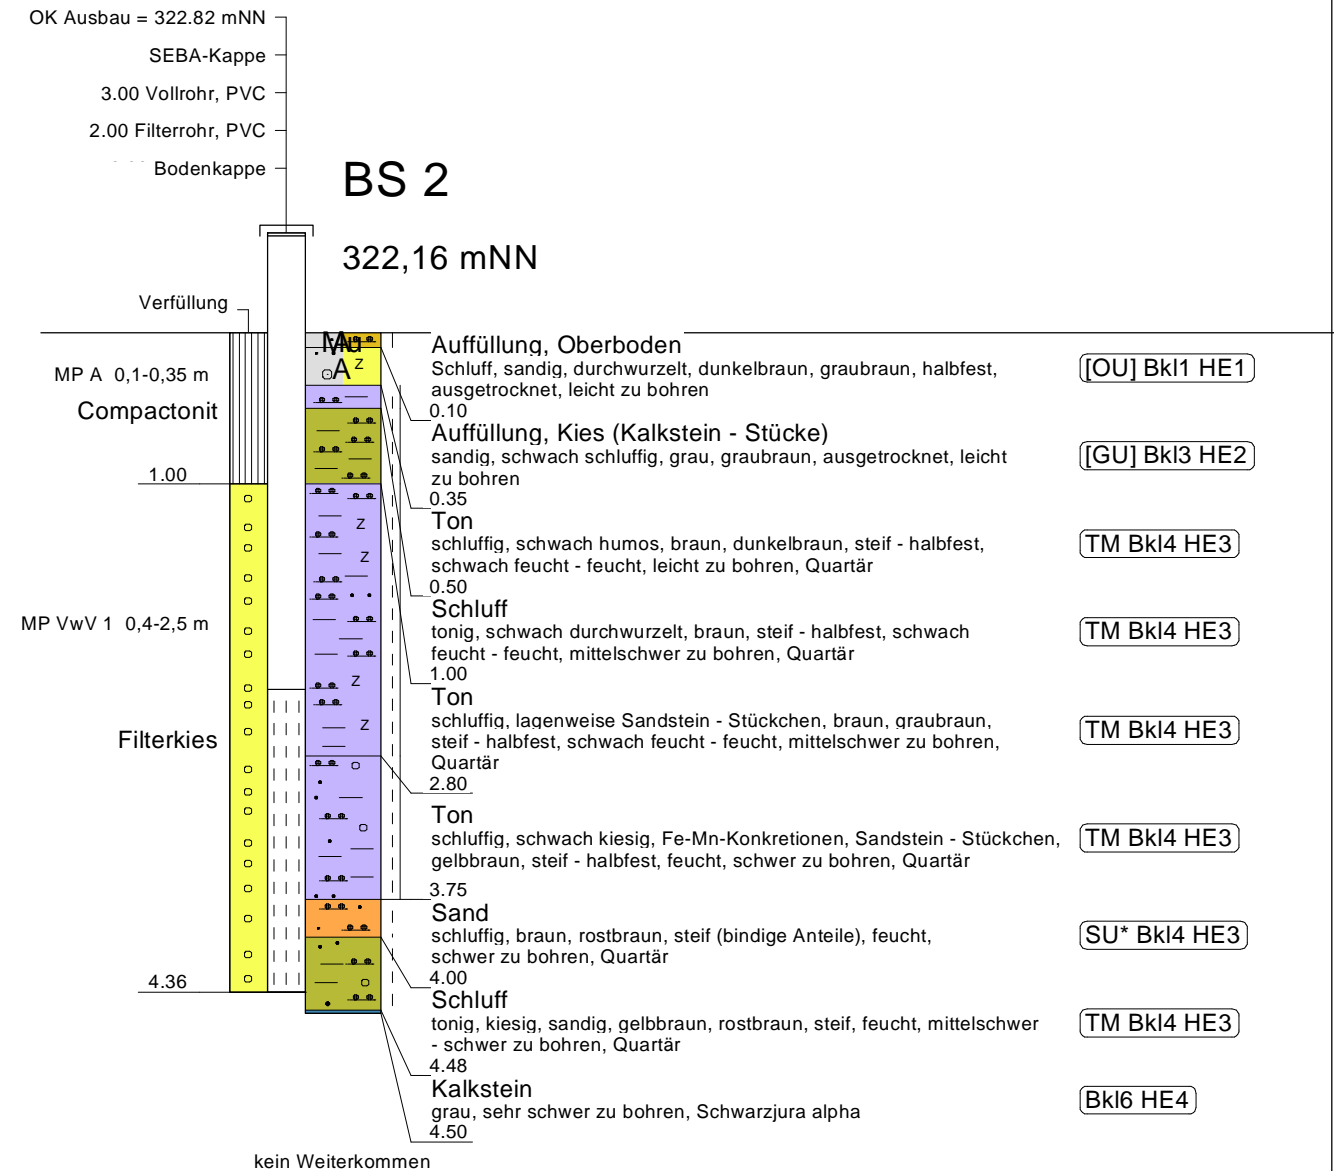 OK Ausbau = 322.82 mNN
SEBA-Kappe
3.00 Vollrohr, PVC
2.00 Filterrohr, PVC
Bodenkappe
BS 2
322,16 mNN
Verfüllung
MP A 0,1-0,35 m
Compactonit
1.00
MP VwV 1 0,4-2,5 m
Filterkies
4.36
Mu
A
A
Z
Z
Z
Z
Z
Auffüllung, Oberboden
Schluff, sandig, durchwurzelt, dunkelbraun, graubraun, halbfest,
ausgetrocknet, leicht zu bohren
0.10
[OU] Bkl1 HE1
Auffüllung, Kies (Kalkstein - Stücke)
sandig, schwach schluffig, grau, graubraun, ausgetrocknet, leicht
zu bohren
0.35
[GU] Bkl3 HE2
Ton
schluffig, schwach humos, braun, dunkelbraun, steif - halbfest,
schwach feucht - feucht, leicht zu bohren, Quartär
0.50
TM Bkl4 HE3
Schluff
tonig, schwach durchwurzelt, braun, steif - halbfest, schwach
feucht - feucht, mittelschwer zu bohren, Quartär
1.00
TM Bkl4 HE3
Ton
schluffig, lagenweise Sandstein - Stückchen, braun, graubraun,
steif - halbfest, schwach feucht - feucht, mittelschwer zu bohren,
Quartär
2.80
TM Bkl4 HE3
Ton
schluffig, schwach kiesig, Fe-Mn-Konkretionen, Sandstein - Stückchen,
gelbbraun, steif - halbfest, feucht, schwer zu bohren, Quartär
3.75
TM Bkl4 HE3
Sand
schluffig, braun, rostbraun, steif (bindige Anteile), feucht,
schwer zu bohren, Quartär
4.00
SU* Bkl4 HE3
Schluff
tonig, kiesig, sandig, gelbbraun, rostbraun, steif, feucht, mittelschwer
- schwer zu bohren, Quartär
4.48
TM Bkl4 HE3
Kalkstein
grau, sehr schwer zu bohren, Schwarzjura alpha
4.50
Bkl6 HE4
kein Weiterkommen